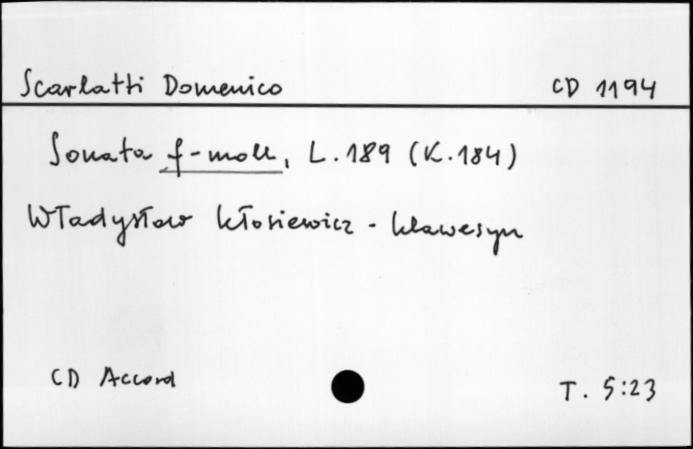 Scarlatti Domenico CD 1194
Sonata f-moll, L. 189 (K. 184)
Władysław Kłosiewicz - klawesyn
CD Accord T. 5:23